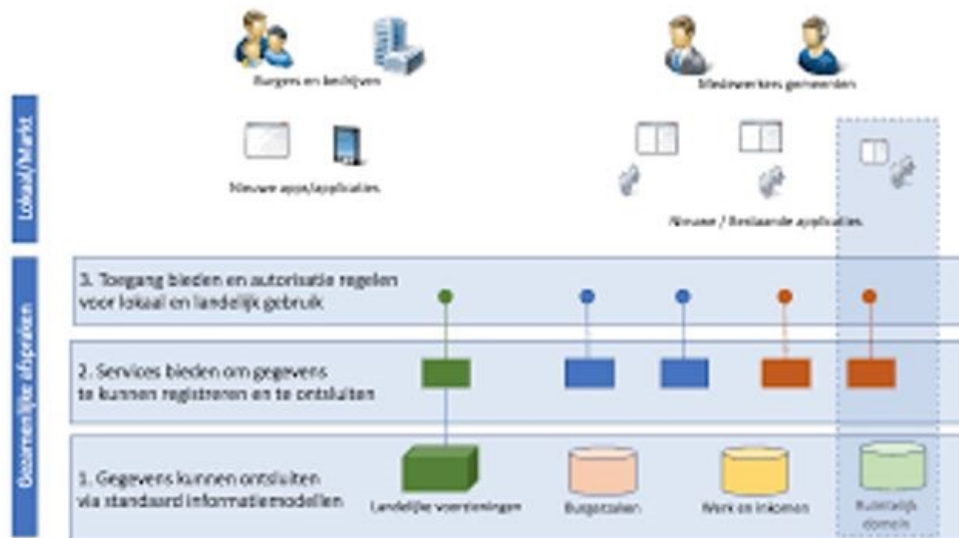 Burgers en bedrijven
Medewerkers gemeenten
Lokaal/Markt
Nieuwe apps/applicaties
Nieuwe / Bestaande applicaties
Gezamenlijke afspraken
3. Toegang bieden en autorisatie regelen
voor lokaal en landelijk gebruik
2. Services bieden om gegevens
te kunnen registreren en te ontsluiten
1. Gegevens kunnen ontsluiten
via standaard informatiemodellen
Landelijke voorzieningen
Burgerzaken
Werk en inkomen
Ruimtelijk
domein